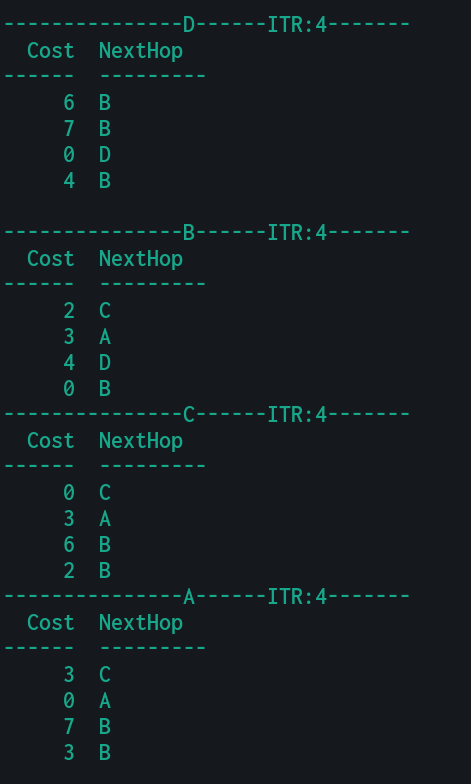 ---------------D------ITR:4-------
  Cost  NextHop
------  ---------
     6  B
     7  B
     0  D
     4  B
---------------B------ITR:4-------
  Cost  NextHop
------  ---------
     2  C
     3  A
     4  D
     0  B
---------------C------ITR:4-------
  Cost  NextHop
------  ---------
     0  C
     3  A
     6  B
     2  B
---------------A------ITR:4-------
  Cost  NextHop
------  ---------
     3  C
     0  A
     7  B
     3  B